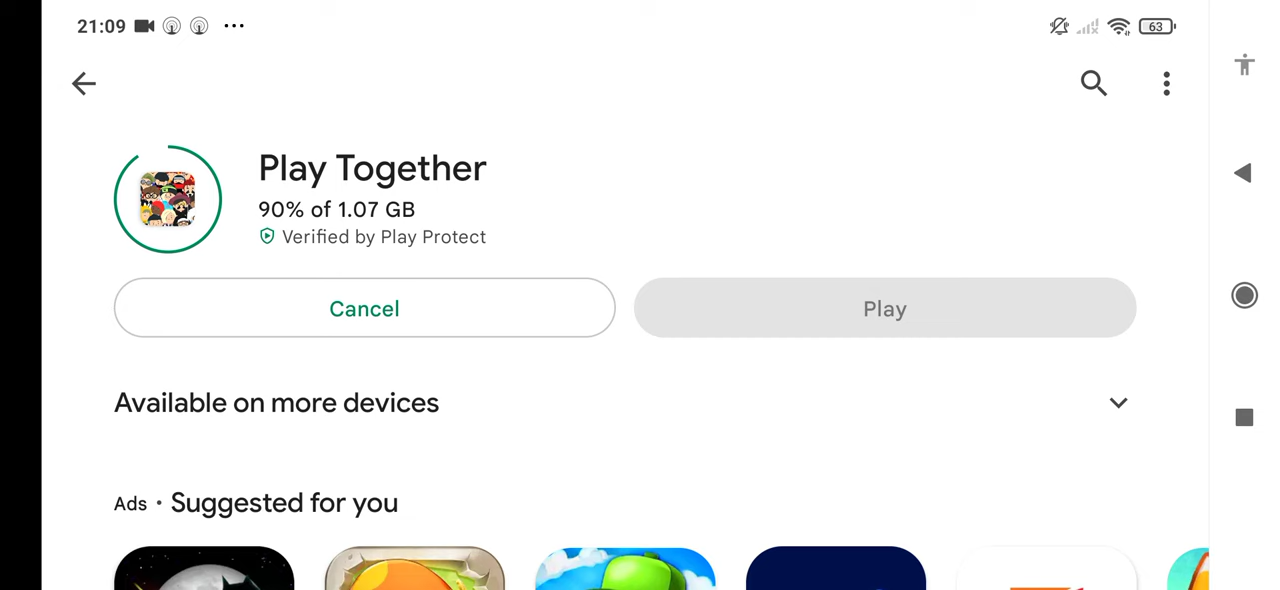 21:09
63
Play Together
90% of 1.07 GB
Verified by Play Protect
Cancel
Play
Available on more devices
Ads • Suggested for you